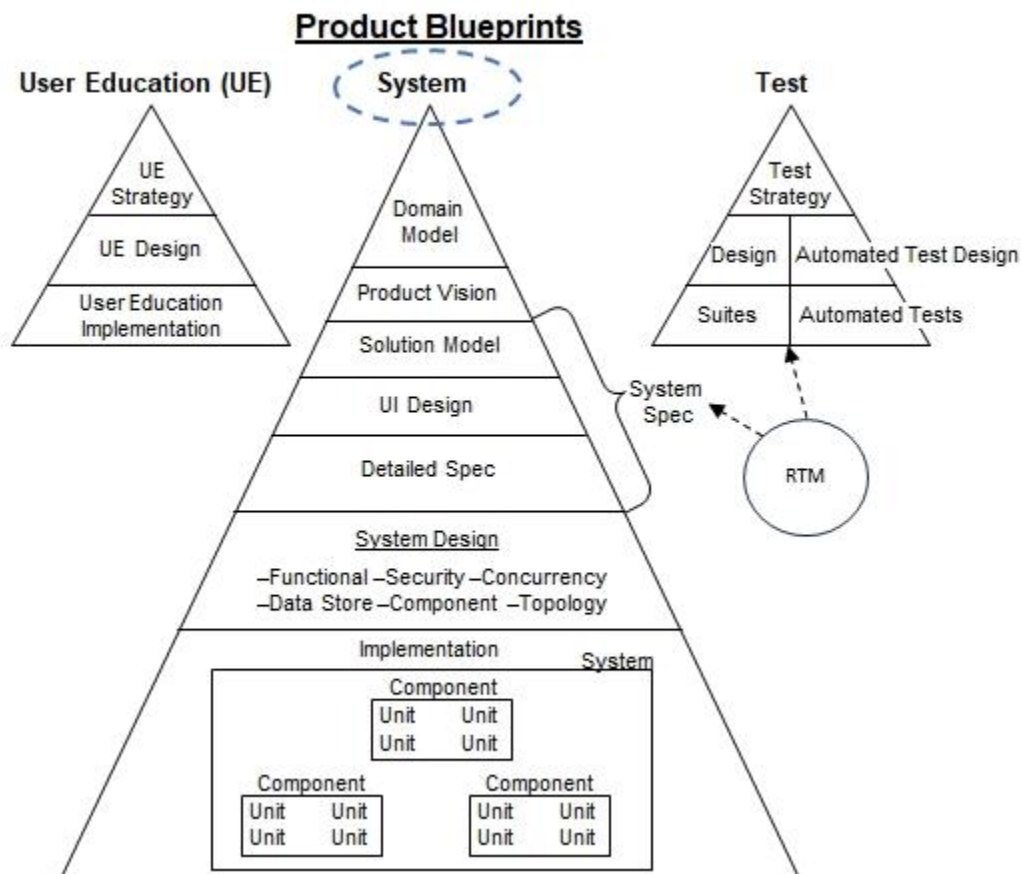 Product Blueprints
User Education (UE)
System
Test
UE
Strategy
UE Design
User Education
Implementation
Domain
Model
Product Vision
Solution Model
UI Design
Detailed Spec
System
Spec
Test
Strategy
Design
Automated Test Design
Suites
Automated Tests
RTM
System Design
–Functional –Security –Concurrency
–Data Store –Component –Topology
Implementation
System
Component
Unit Unit
Unit Unit
Component
Unit Unit
Unit Unit
Component
Unit Unit
Unit Unit